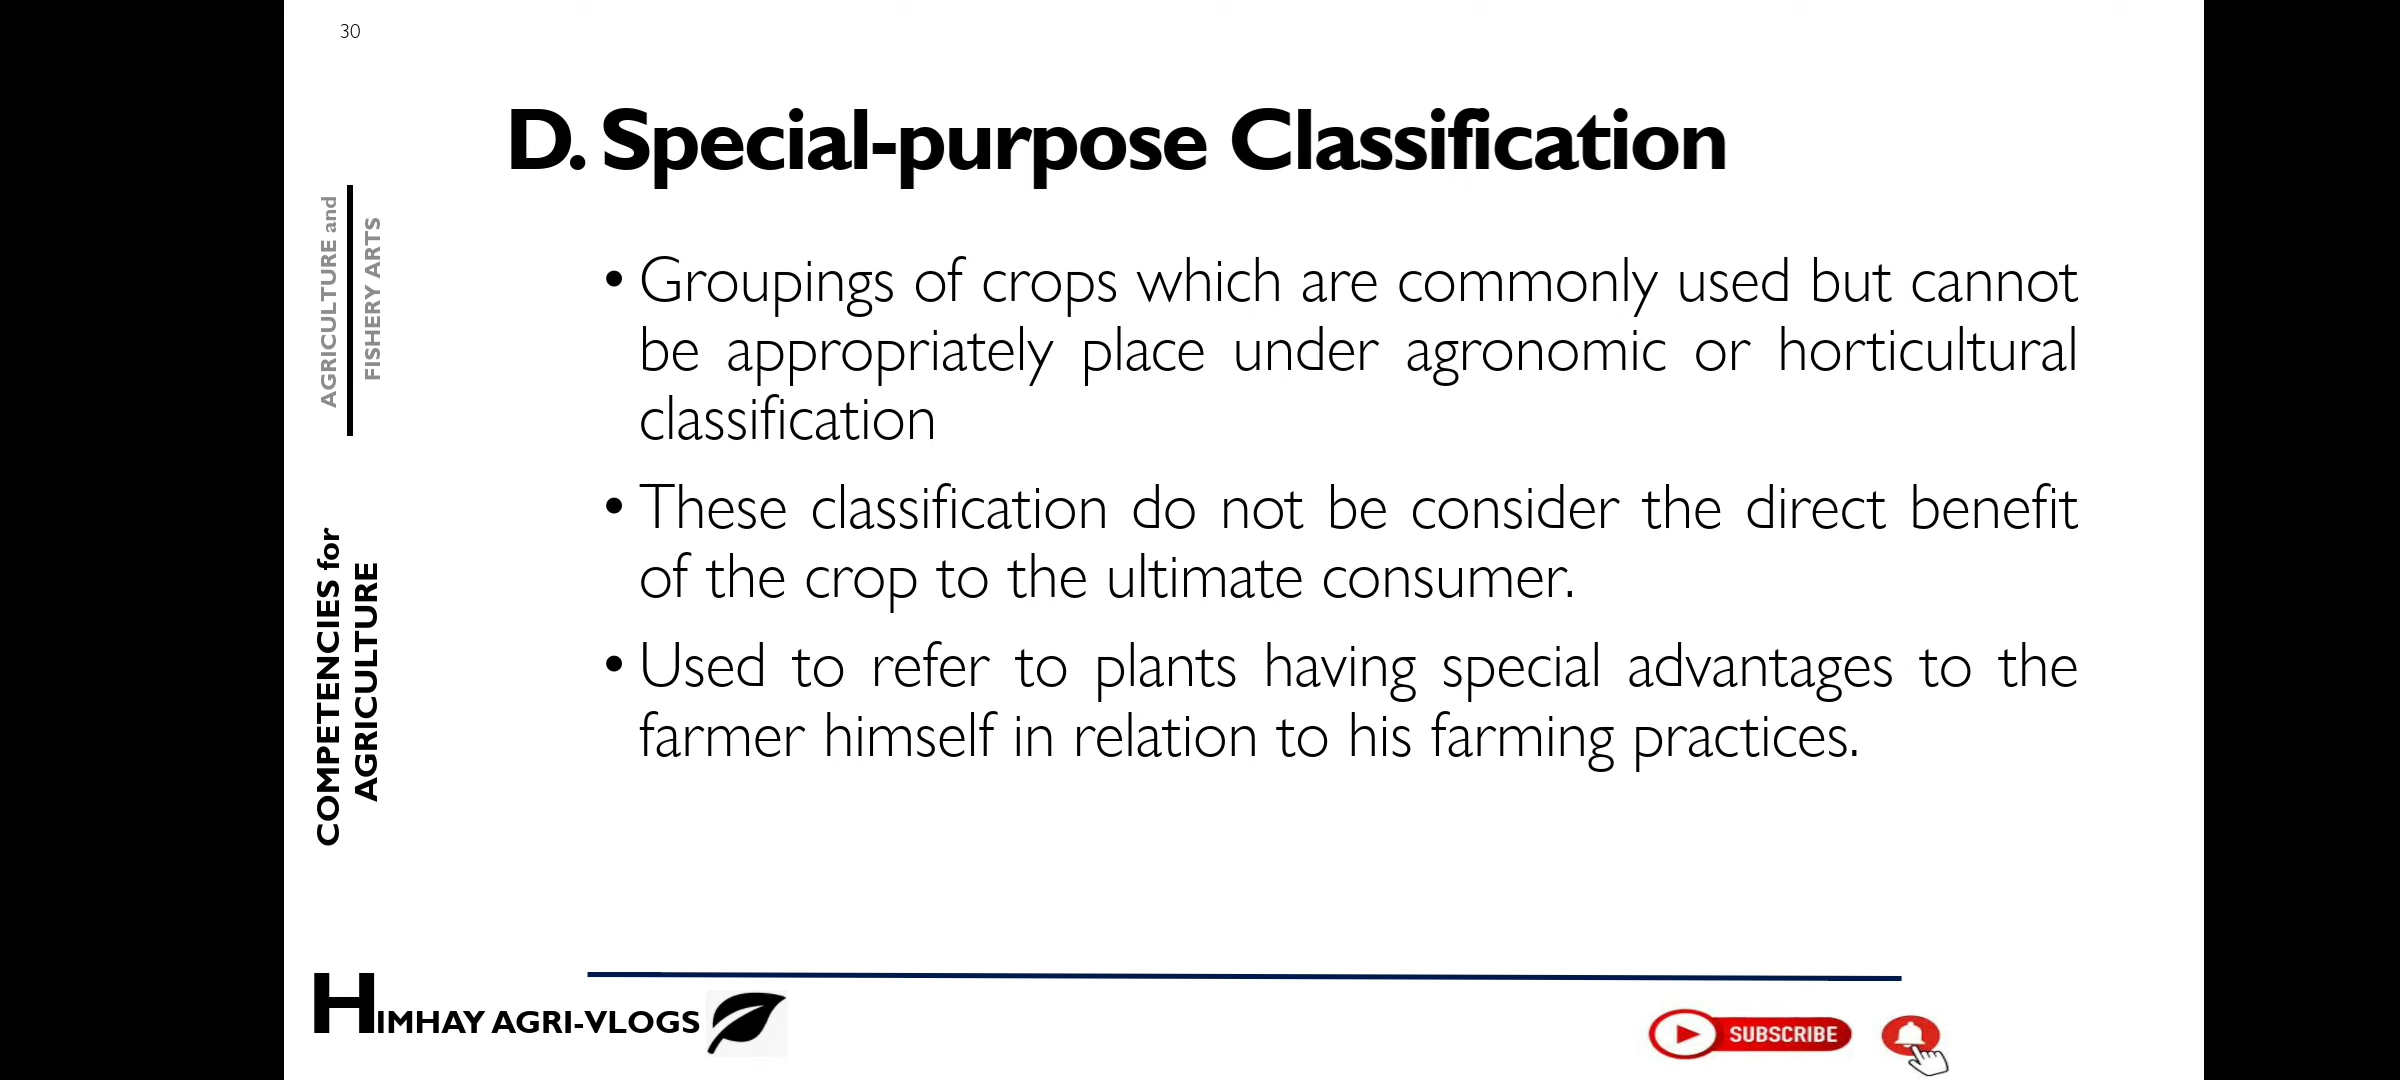 30
D. Special-purpose Classification
AGRICULTURE and
FISHERY ARTS
• Groupings of crops which are commonly used but cannot
be appropriately place under agronomic or horticultural
classification
• These classification do not be consider the direct benefit
of the crop to the ultimate consumer.
• Used to refer to plants having special advantages to the
farmer himself in relation to his farming practices.
COMPETENCIES for
AGRICULTURE
HIMHAY AGRI-VLOGS
SUBSCRIBE